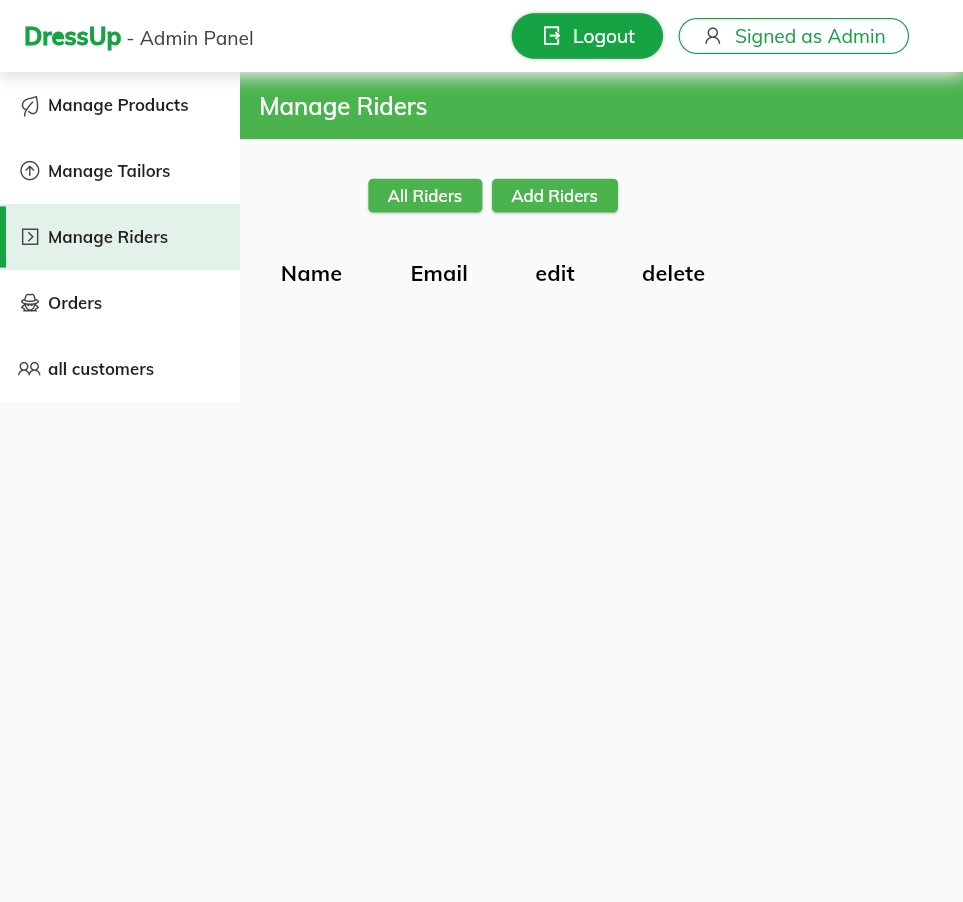 DressUp - Admin Panel
Logout
Signed as Admin
Manage Products
Manage Tailors
Manage Riders
Orders
all customers
Manage Riders
All Riders
Add Riders
Name Email edit delete